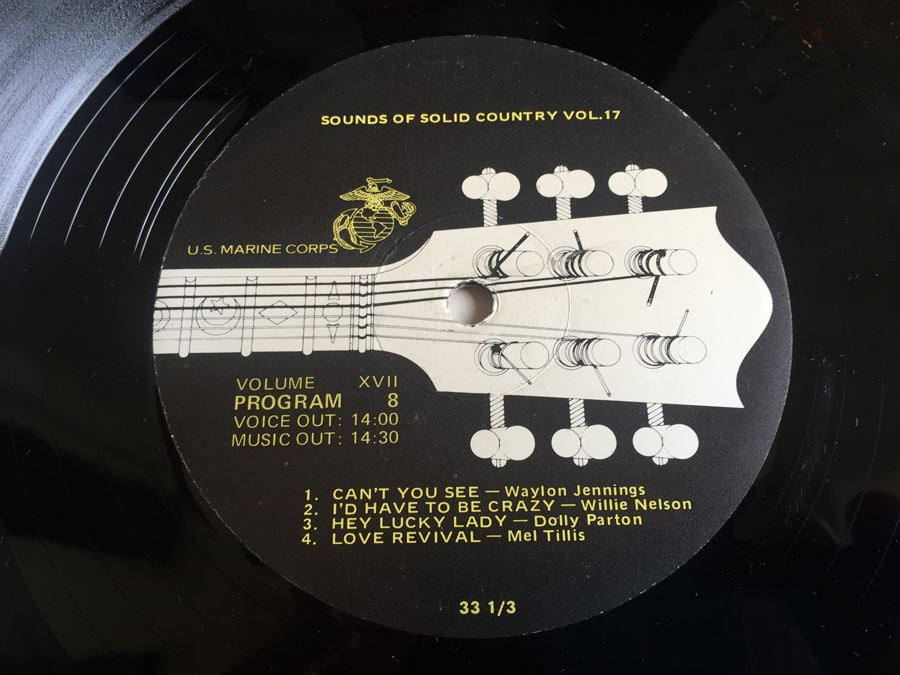 SOUNDS OF SOLID COUNTRY VOL.17
U.S. MARINE CORPS
VOLUME XVII
PROGRAM 8
VOICE OUT: 14:00
MUSIC OUT: 14:30
1. CAN'T YOU SEE — Waylon Jennings
2. I'D HAVE TO BE CRAZY — Willie Nelson
3. HEY LUCKY LADY — Dolly Parton
4. LOVE REVIVAL — Mel Tillis
33 1/3